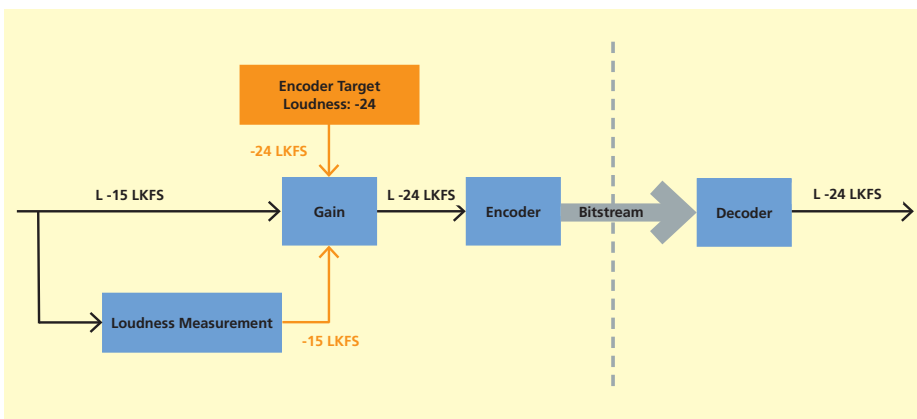 Encoder Target
Loudness: -24
-24 LKFS
L -15 LKFS
Gain
L -24 LKFS
Encoder
Bitstream
Decoder
L -24 LKFS
Loudness Measurement
-15 LKFS